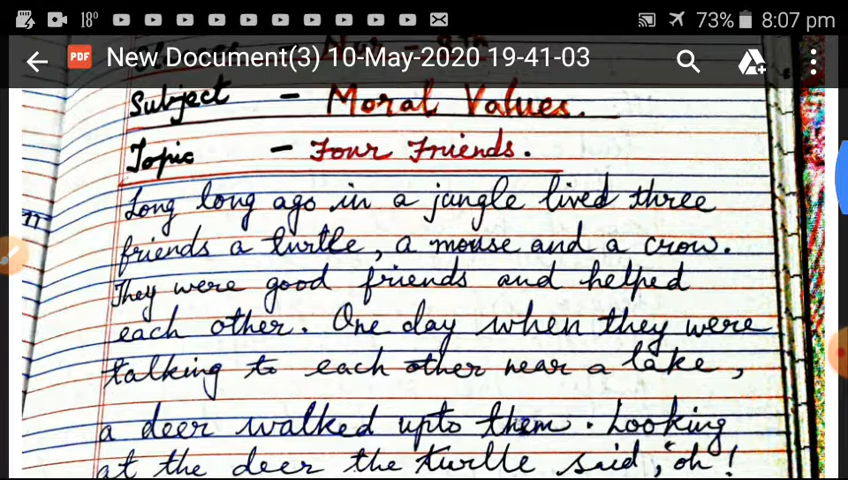 18° 73% 8:07 pm
New Document(3) 10-May-2020 19-41-03
PDF
Subject - Moral Values.
Topic - Four Friends.
Long long ago in a jungle lived three
friends a turtle, a mouse and a crow.
They were good friends and helped
each other. One day when they were
talking to each other near a lake,
a deer walked upto them. Looking
at the deer the turtle said, "oh!